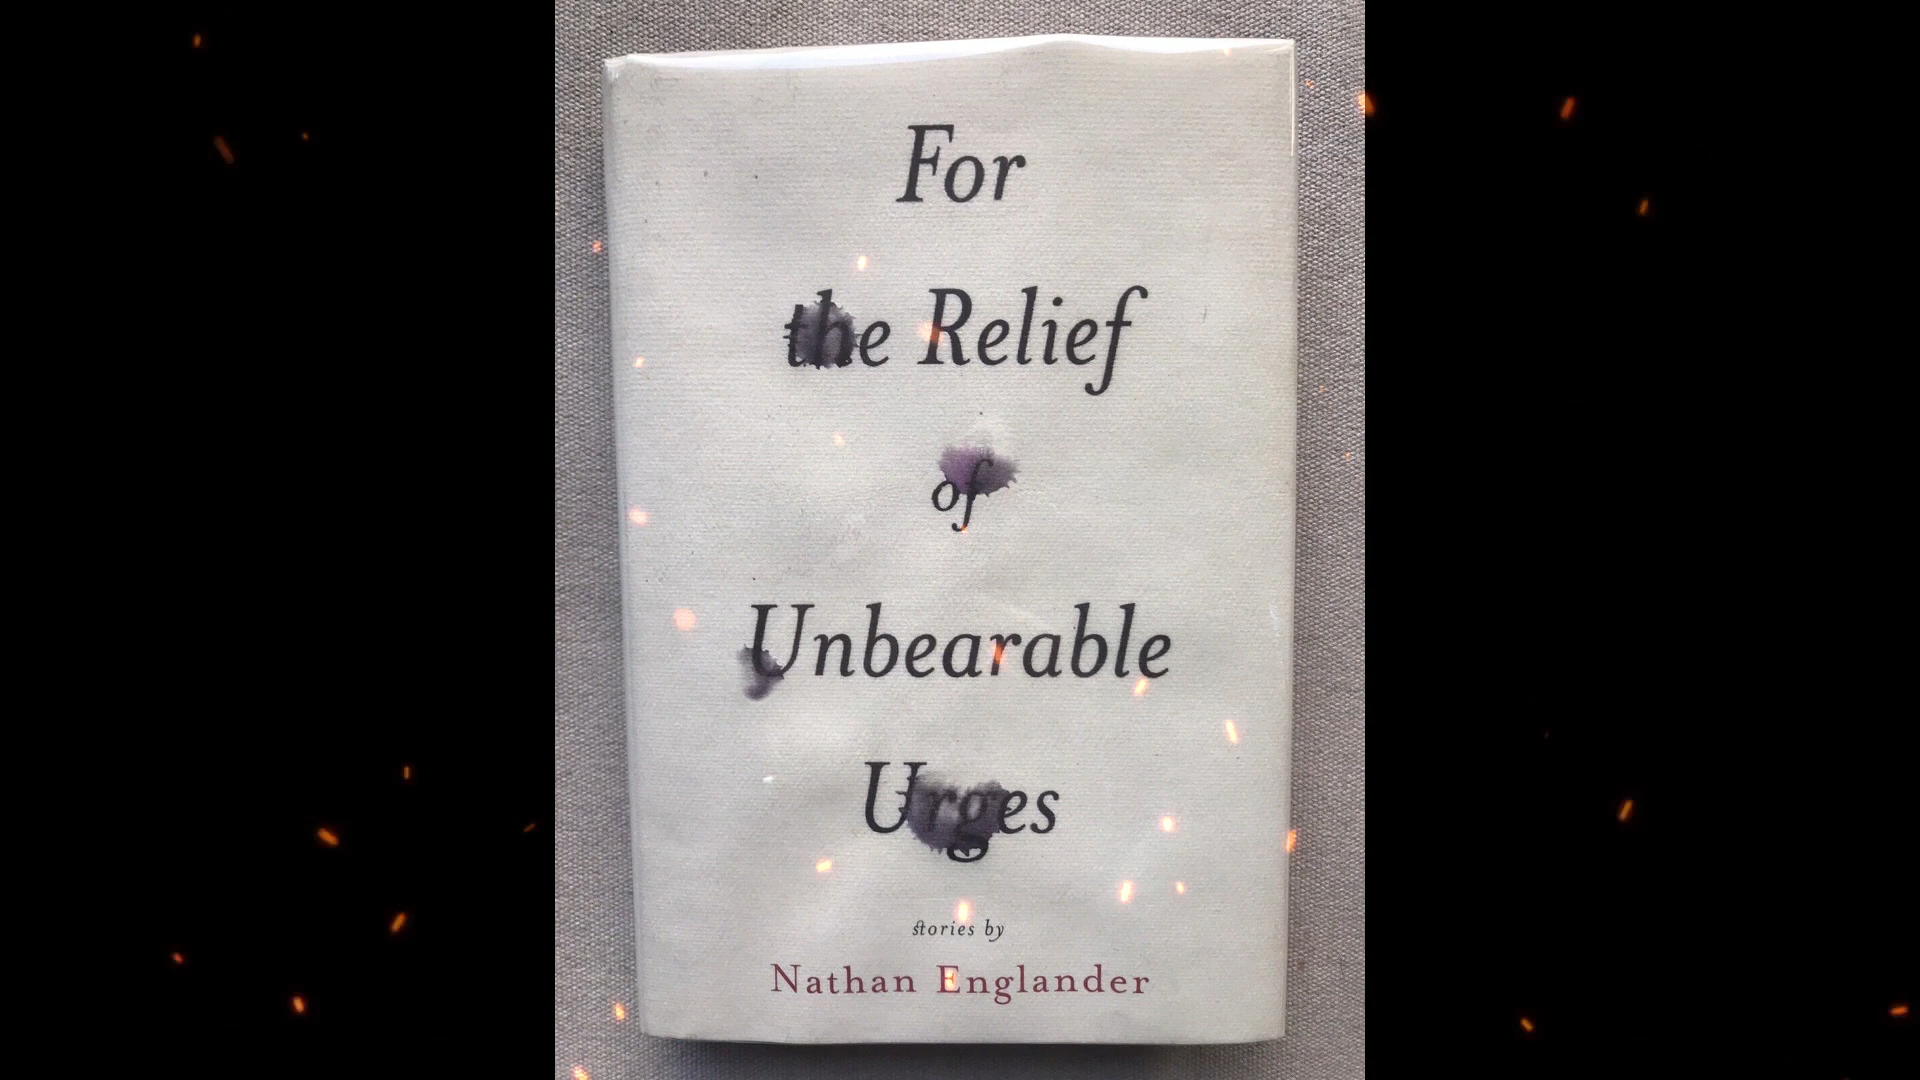 For
the Relief
of
Unbearable
Urges
stories by
Nathan Englander